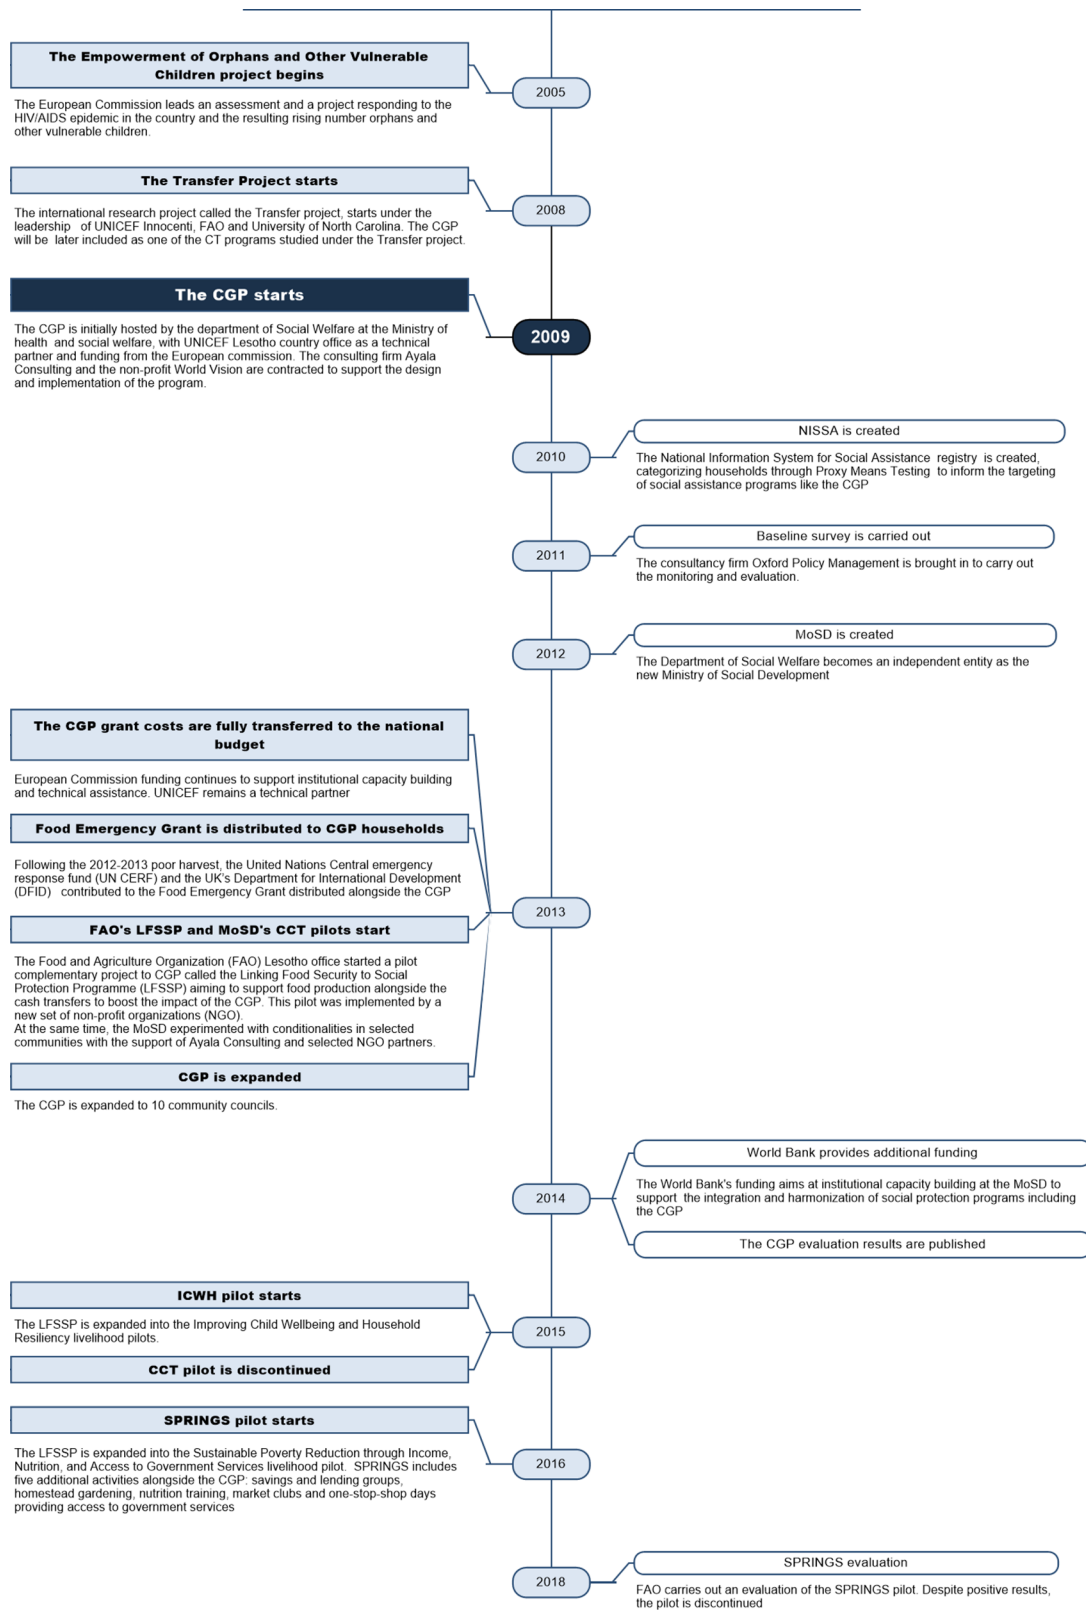 The Empowerment of Orphans and Other Vulnerable
Children project begins
2005
The European Commission leads an assessment and a project responding to the
HIV/AIDS epidemic in the country and the resulting rising number orphans and
other vulnerable children.
The Transfer Project starts
2008
The international research project called the Transfer project, starts under the
leadership of UNICEF Innocenti, FAO and University of North Carolina. The CGP
will be later included as one of the CT programs studied under the Transfer project.
The CGP starts
2009
The CGP is initially hosted by the department of Social Welfare at the Ministry of
health and social welfare, with UNICEF Lesotho country office as a technical
partner and funding from the European commission. The consulting firm Ayala
Consulting and the non-profit World Vision are contracted to support the design
and implementation of the program.
NISSA is created
2010
The National Information System for Social Assistance registry is created,
categorizing households through Proxy Means Testing to inform the targeting
of social assistance programs like the CGP
Baseline survey is carried out
2011
The consultancy firm Oxford Policy Management is brought in to carry out
the monitoring and evaluation.
MoSD is created
2012
The Department of Social Welfare becomes an independent entity as the
new Ministry of Social Development
The CGP grant costs are fully transferred to the national
budget
European Commission funding continues to support institutional capacity building
and technical assistance. UNICEF remains a technical partner
Food Emergency Grant is distributed to CGP households
Following the 2012-2013 poor harvest, the United Nations Central emergency
response fund (UN CERF) and the UK's Department for International Development
(DFID) contributed to the Food Emergency Grant distributed alongside the CGP
2013
FAO's LFSSP and MoSD's CCT pilots start
The Food and Agriculture Organization (FAO) Lesotho office started a pilot
complementary project to CGP called the Linking Food Security to Social
Protection Programme (LFSSP) aiming to support food production alongside the
cash transfers to boost the impact of the CGP. This pilot was implemented by a
new set of non-profit organizations (NGO).
At the same time, the MoSD experimented with conditionalities in selected
communities with the support of Ayala Consulting and selected NGO partners.
CGP is expanded
The CGP is expanded to 10 community councils.
World Bank provides additional funding
The World Bank's funding aims at institutional capacity building at the MoSD to
support the integration and harmonization of social protection programs including
the CGP
2014
The CGP evaluation results are published
ICWH pilot starts
The LFSSP is expanded into the Improving Child Wellbeing and Household
Resiliency livelihood pilots.
2015
CCT pilot is discontinued
SPRINGS pilot starts
The LFSSP is expanded into the Sustainable Poverty Reduction through Income,
Nutrition, and Access to Government Services livelihood pilot. SPRINGS includes
five additional activities alongside the CGP: savings and lending groups,
homestead gardening, nutrition training, market clubs and one-stop-shop days
providing access to government services
2016
SPRINGS evaluation
2018
FAO carries out an evaluation of the SPRINGS pilot. Despite positive results,
the pilot is discontinued